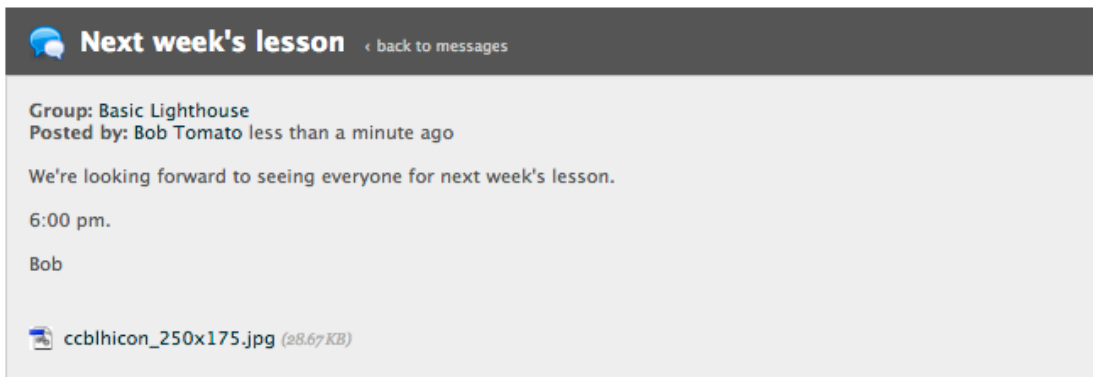 Next week's lesson ‹ back to messages
Group: Basic Lighthouse
Posted by: Bob Tomato less than a minute ago
We're looking forward to seeing everyone for next week's lesson.
6:00 pm.
Bob
ccblhicon_250x175.jpg (28.67 KB)